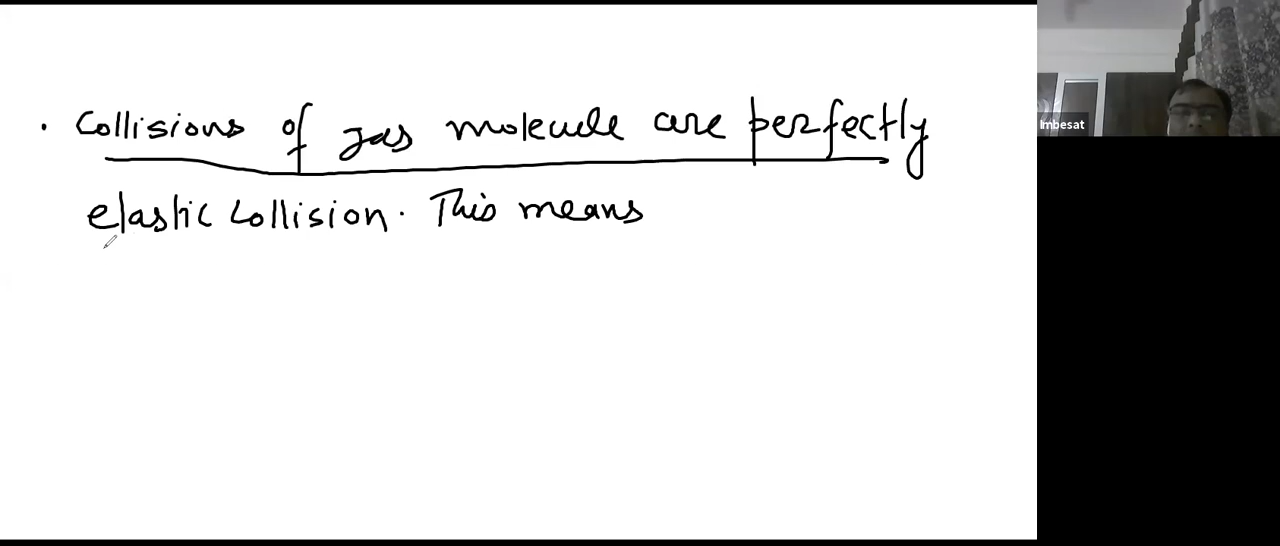 . Collisions of gas molecule are perfectly
elastic collision. This means
Imbesat